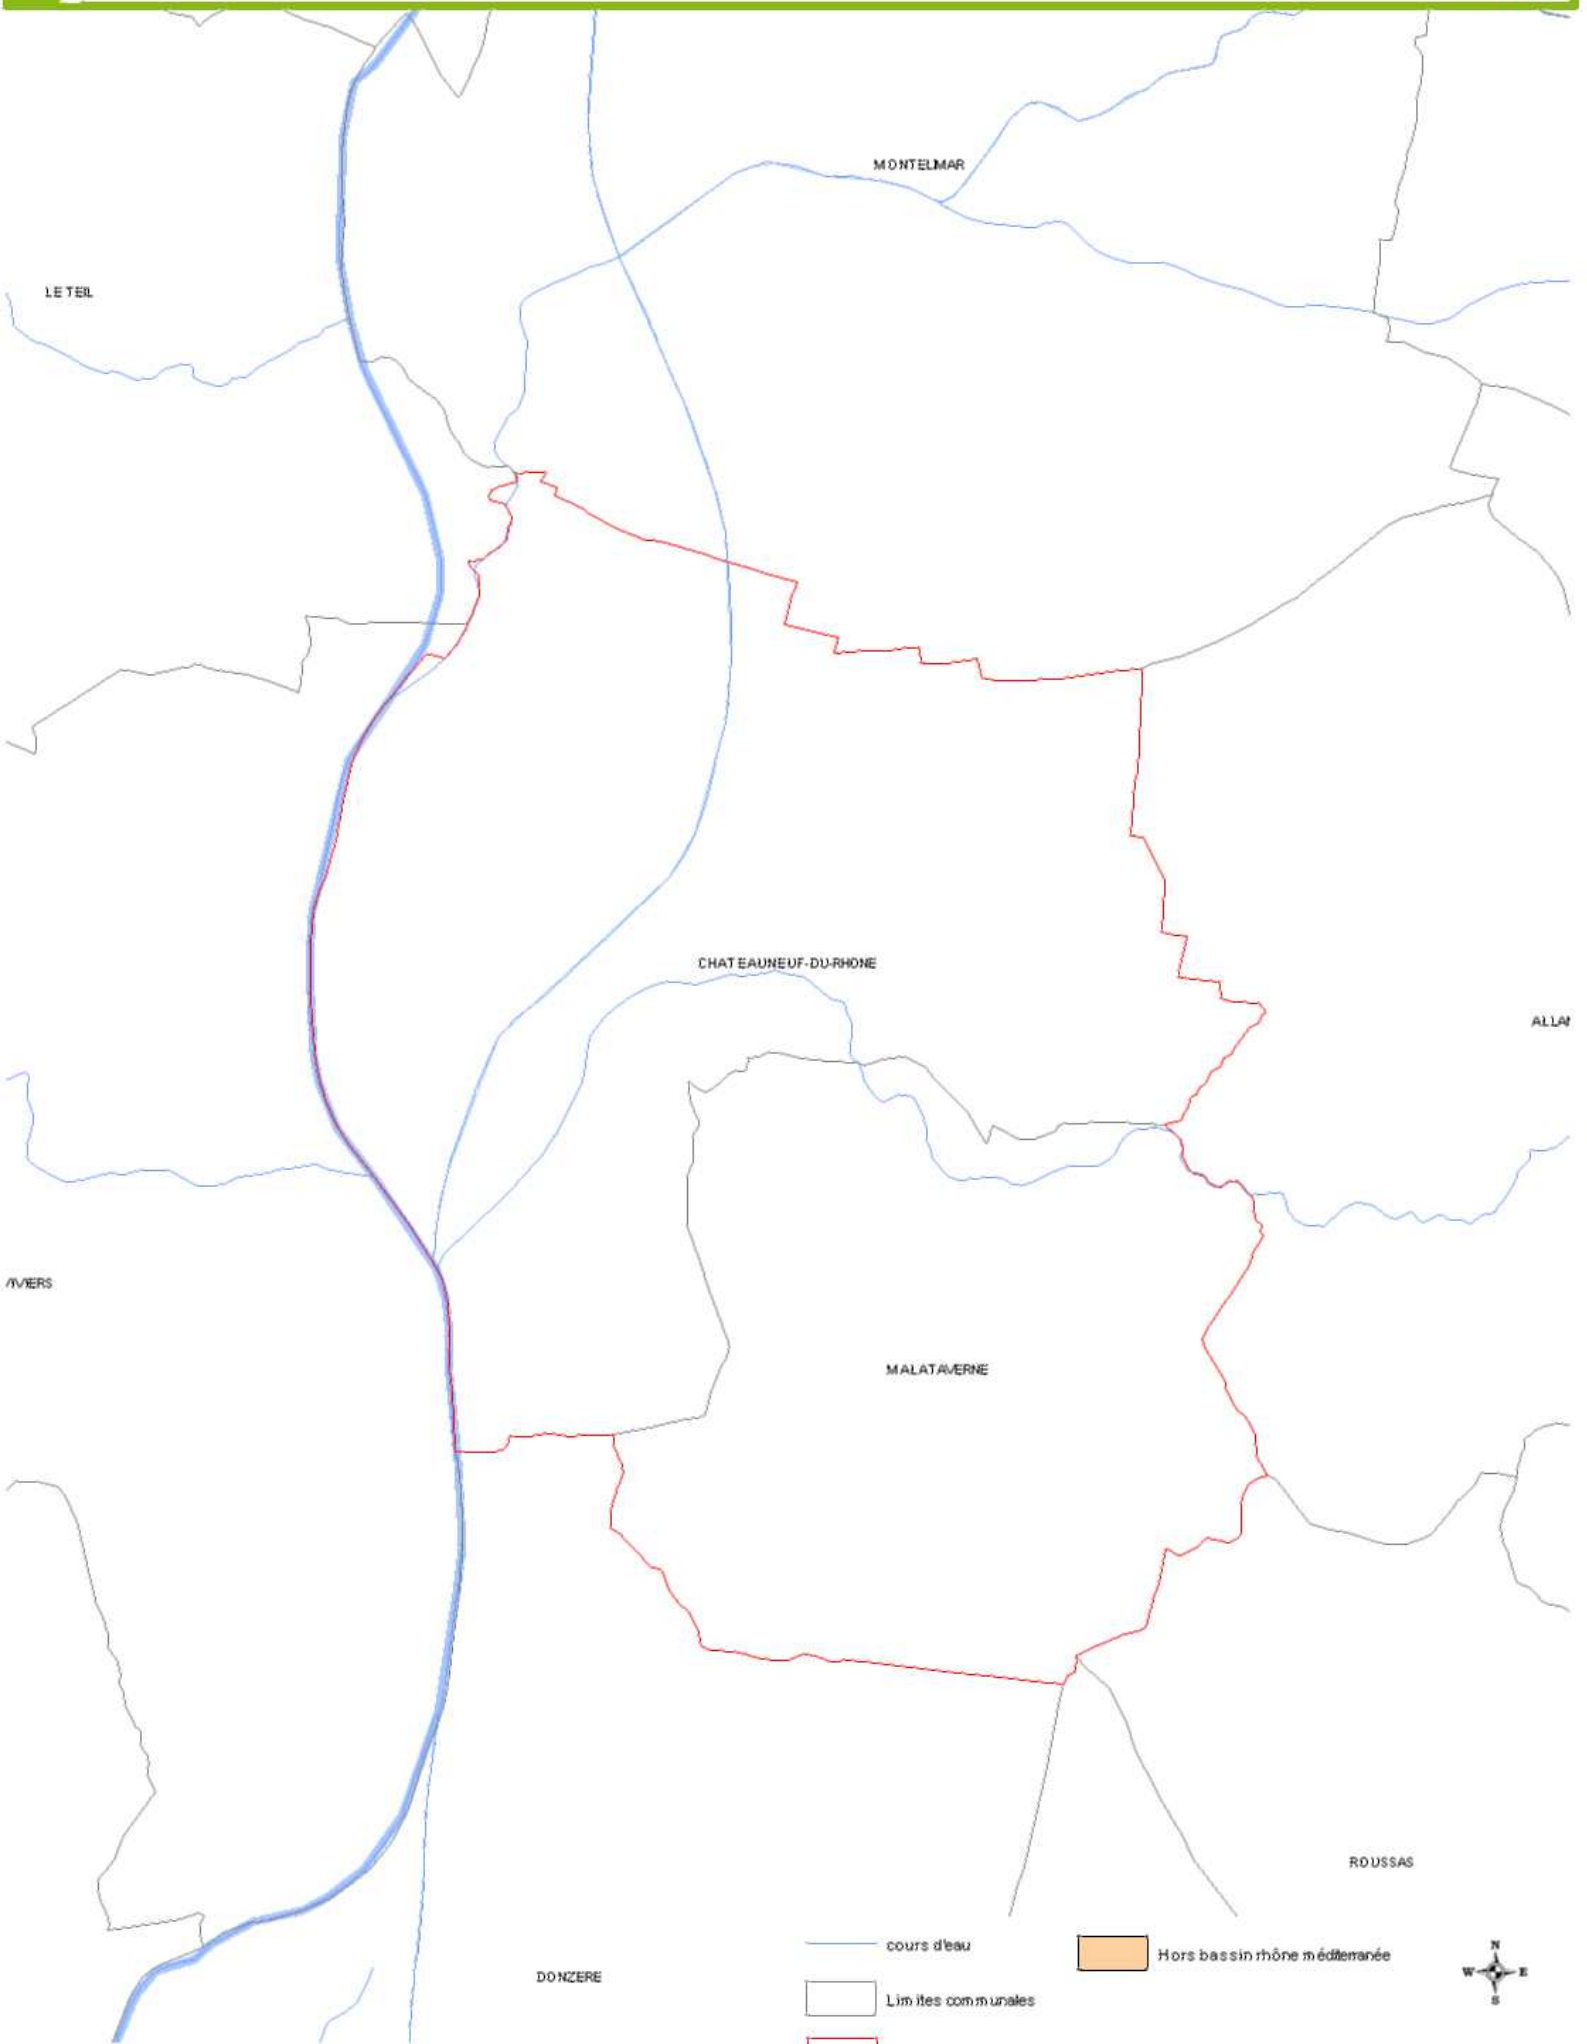 MONTELIMAR
LE TEIL
CHATEAUNEUF-DU-RHONE
ALLAN
VIVIERS
MALATAVERNE
ROUSSAS
cours d'eau
Hors bassin rhône méditerranée
N
W E
S
DONZERE
Limites communales